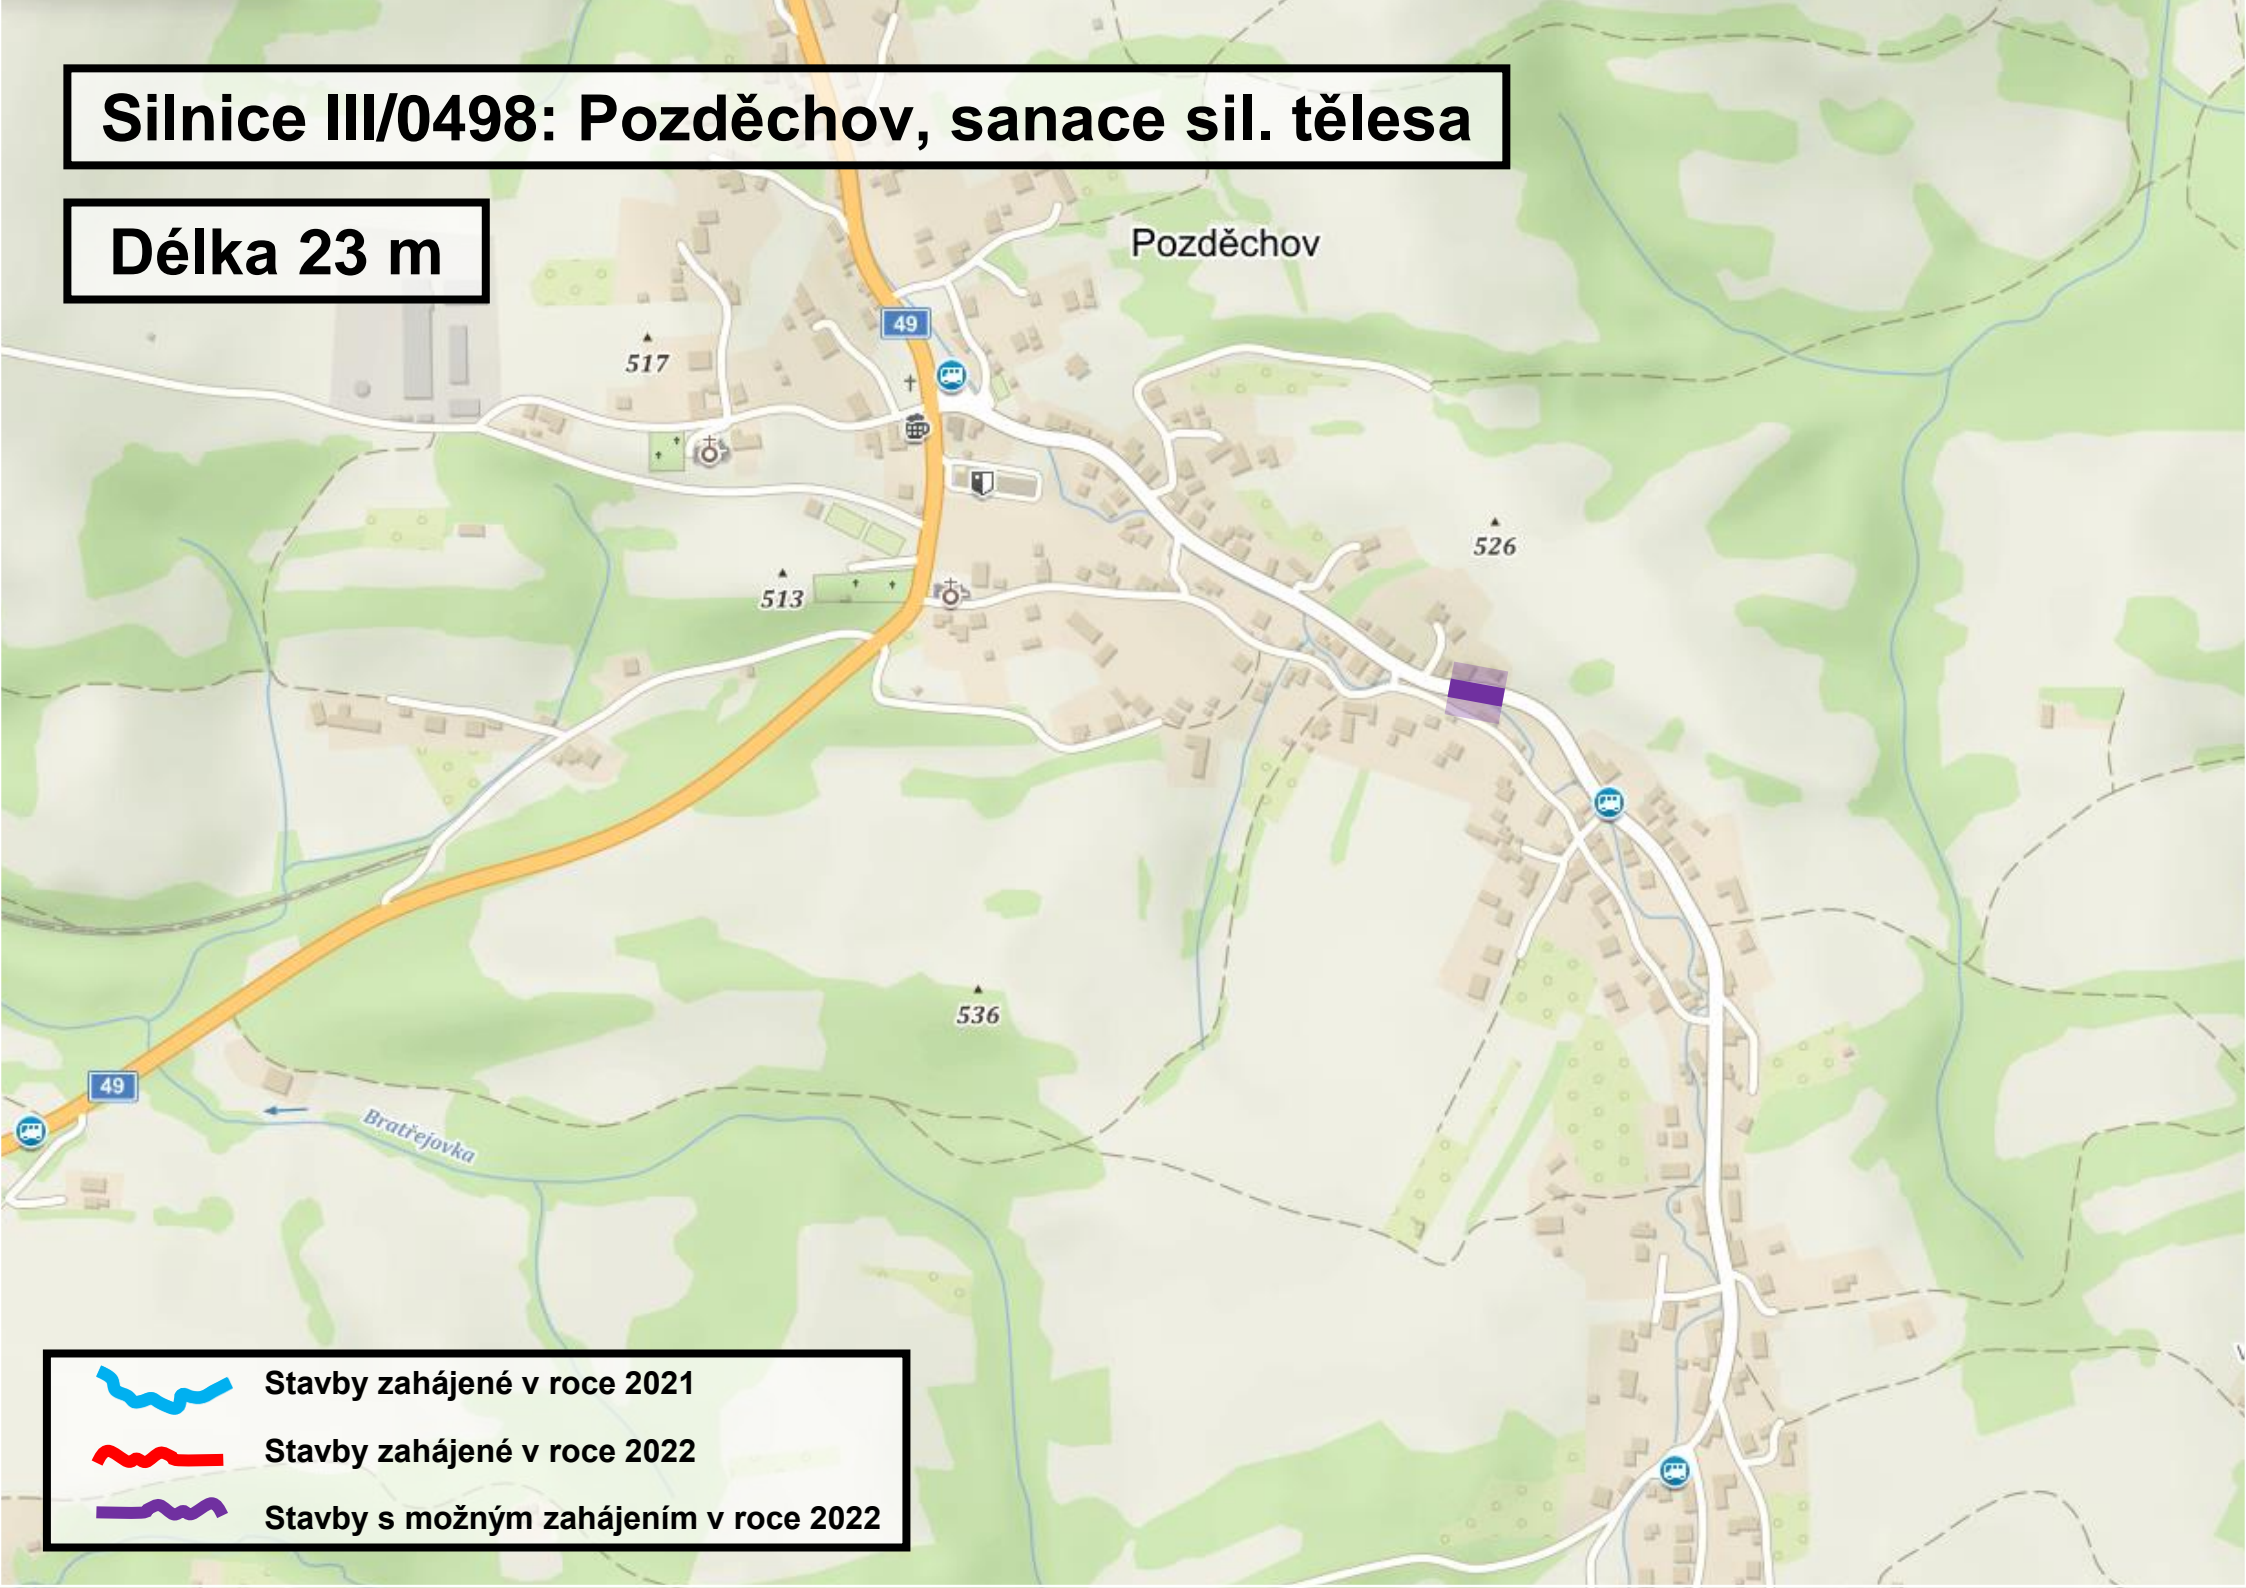 Silnice III/0498: Pozděchov, sanace sil. tělesa
Délka 23 m
Pozděchov
49
517
526
513
536
49
Bratřejovka
Stavby zahájené v roce 2021
Stavby zahájené v roce 2022
Stavby s možným zahájením v roce 2022